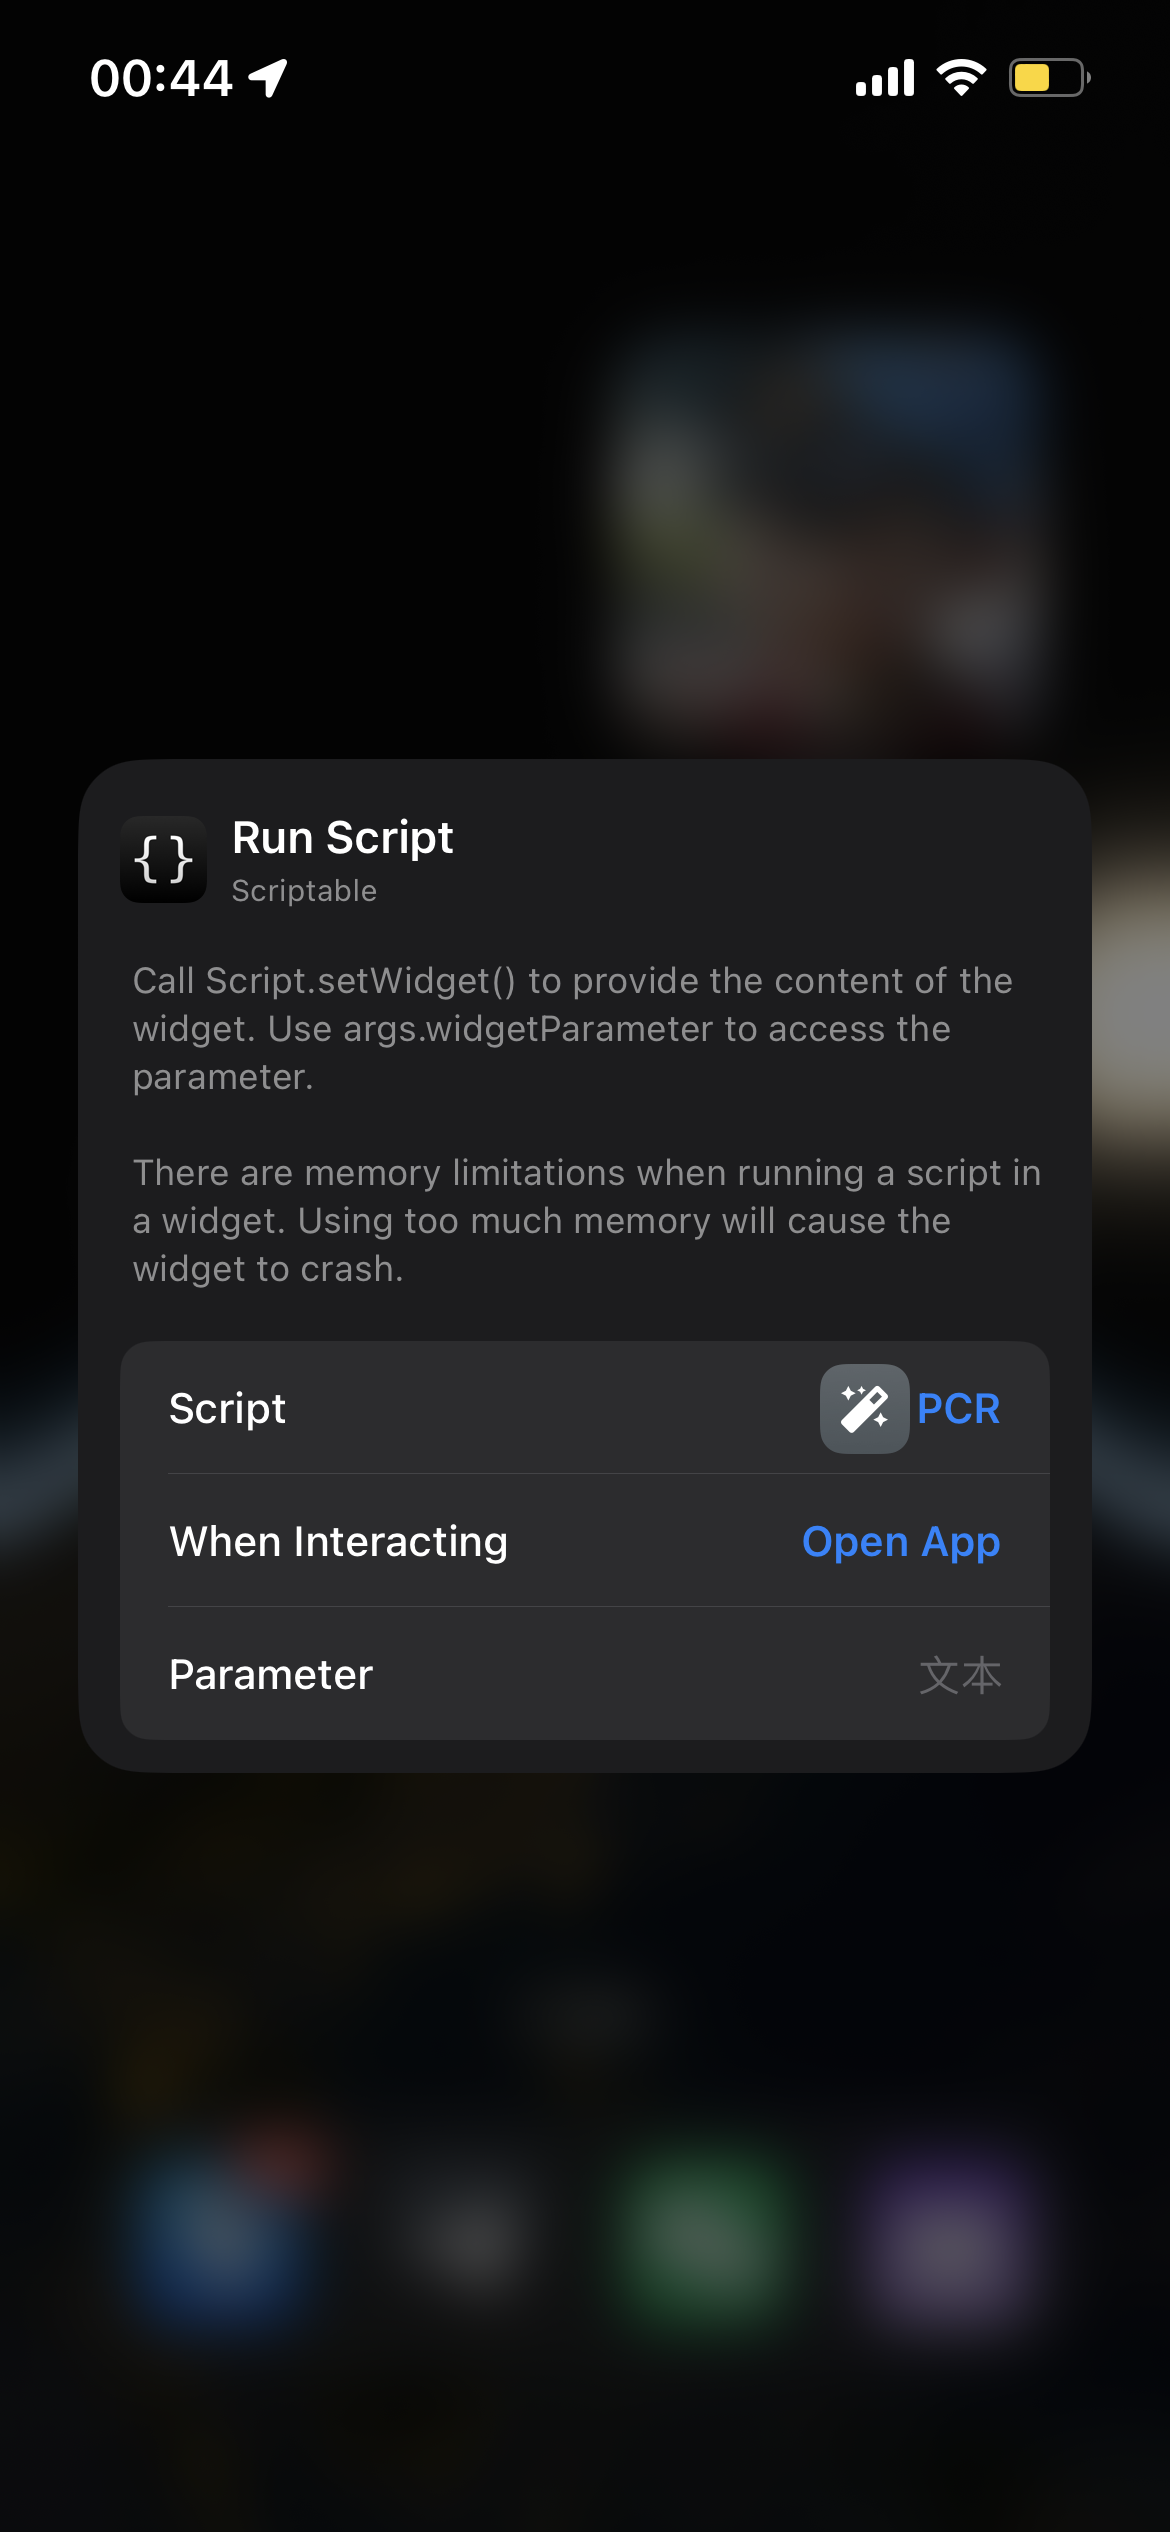 00:44
{}
Run Script
Scriptable
Call Script.setWidget() to provide the content of the
widget. Use args.widgetParameter to access the
parameter.
There are memory limitations when running a script in
a widget. Using too much memory will cause the
widget to crash.
Script PCR
When Interacting Open App
Parameter 文本